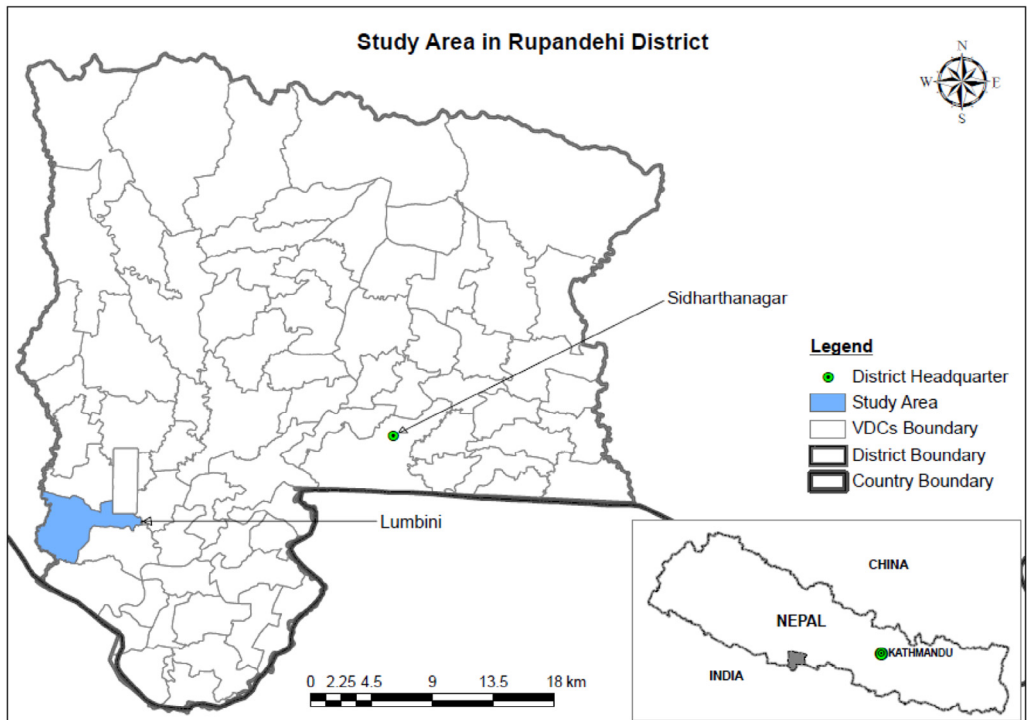 Study Area in Rupandehi District
N
W E
S
Sidharthanagar
Legend
District Headquarter
Study Area
VDCs Boundary
District Boundary
Country Boundary
Lumbini
CHINA
NEPAL
KATHMANDU
INDIA
0 2.25 4.5 9 13.5 18 km